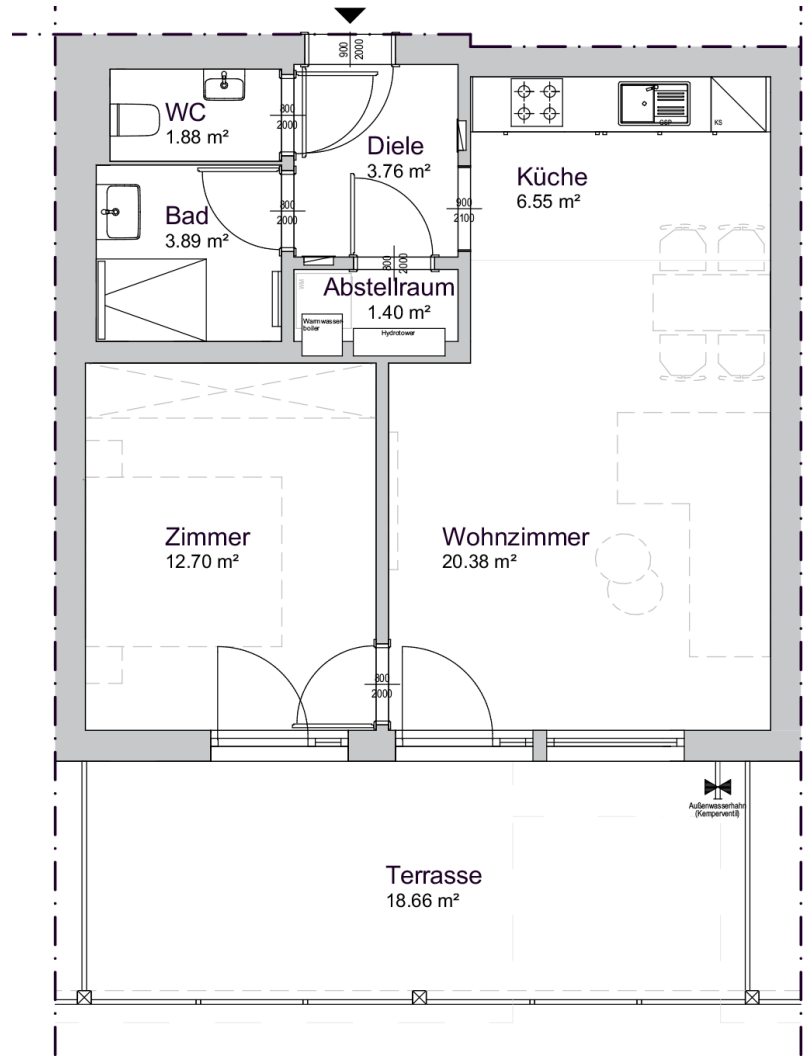 900
2000
WC
1.88 m²
800
2000
Diele
3.76 m²
GSP
KS
Küche
6.55 m²
900
2100
Bad
3.89 m²
800
2000
800
2000
WM
Abstellraum
1.40 m²
Warmwasser-
boiler
Hydrotower
Zimmer
12.70 m²
Wohnzimmer
20.38 m²
800
2000
Außenwasserhahn
(Kemperventil)
Terrasse
18.66 m²